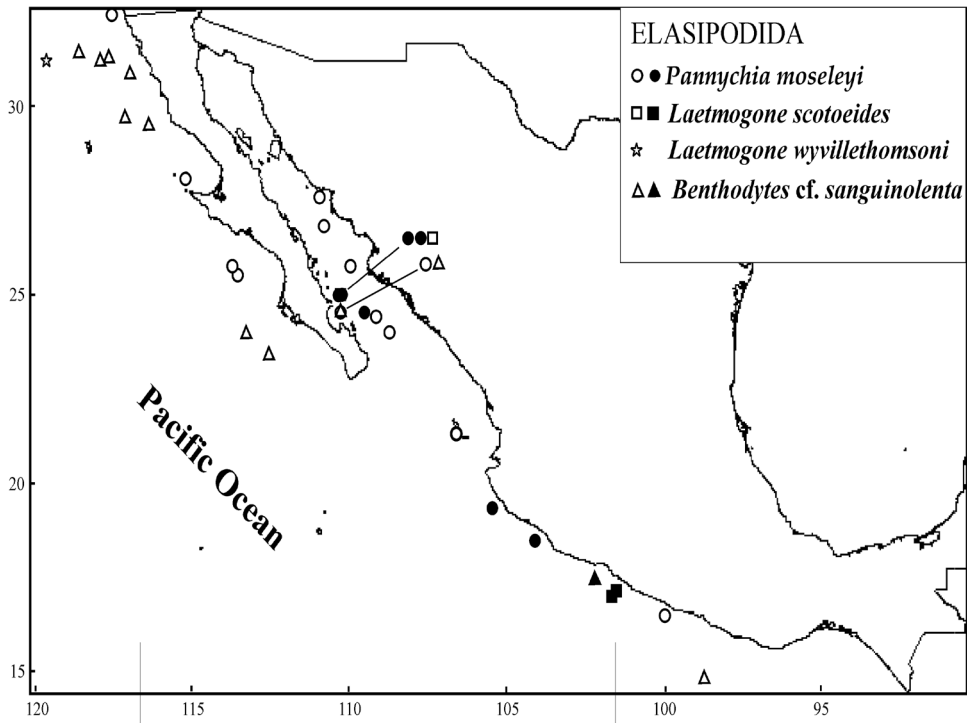 ELASIPODIDA
Pannychia moseleyi
Laetmogone scotoeides
Laetmogone wyvillethomsoni
Benthodytes cf. sanguinolenta
30
25
20
15
Pacific Ocean
120 115 110 105 100 95